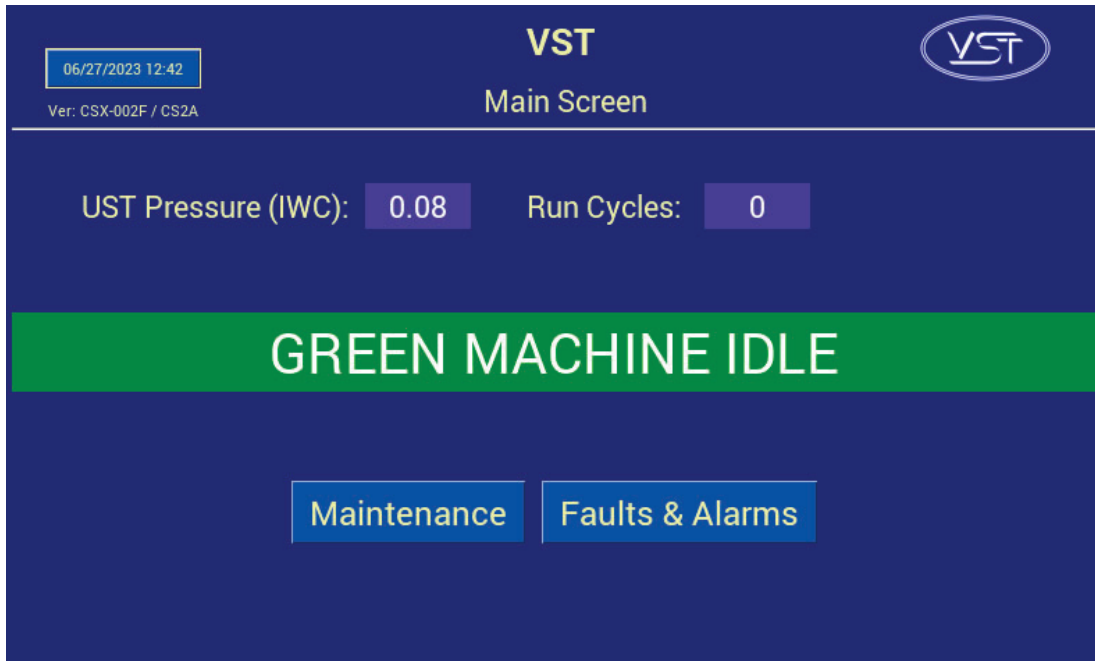 VST
06/27/2023 12:42
VST
Main Screen
Ver: CSX-002F / CS2A
UST Pressure (IWC): 0.08 Run Cycles: 0
GREEN MACHINE IDLE
Maintenance Faults & Alarms